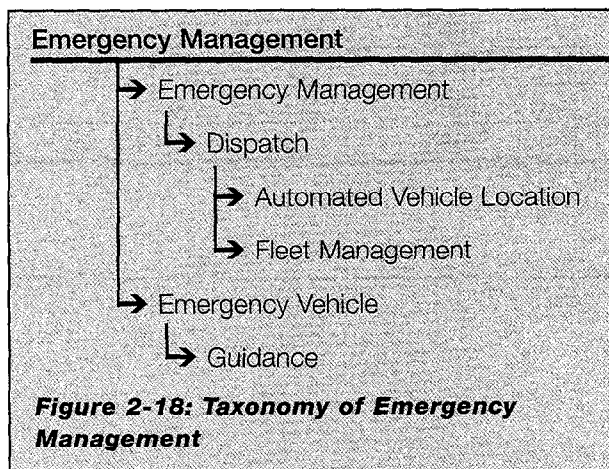 Emergency Management
Emergency Management
Dispatch
Automated Vehicle Location
Fleet Management
Emergency Vehicle
Guidance
Figure 2-18: Taxonomy of Emergency
Management